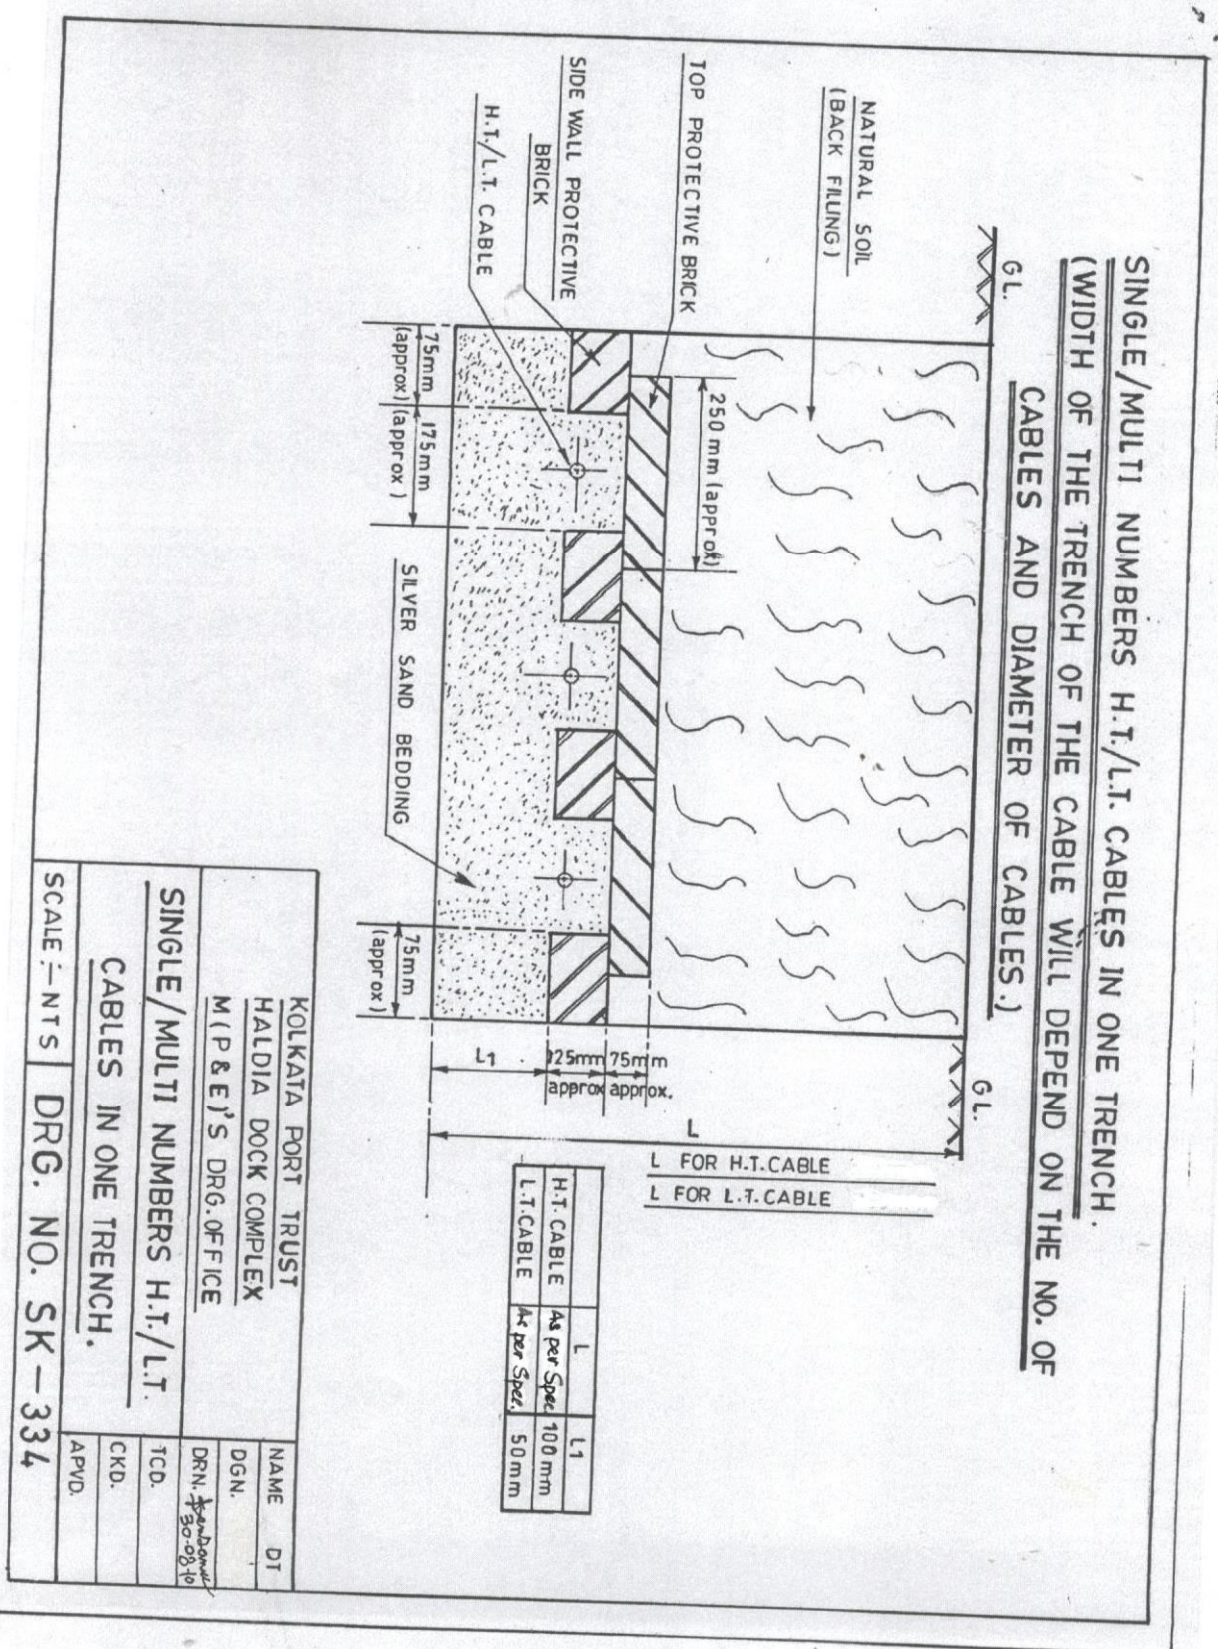 SINGLE/MULTI NUMBERS H.T./L.T. CABLES IN ONE TRENCH.
(WIDTH OF THE TRENCH OF THE CABLE WILL DEPEND ON THE NO. OF
CABLES AND DIAMETER OF CABLES.)
GL.
GL.
NATURAL SOIL
(BACK FILLING)
TOP PROTECTIVE BRICK
250 mm (approx)
SIDE WALL PROTECTIVE
BRICK
H.T./L.T. CABLE
75mm
(approx)
175mm
(approx)
SILVER SAND BEDDING
75mm
(approx)
L1
125mm
approx
75mm
approx.
L
L FOR H.T.CABLE
L FOR L.T.CABLE
L L1
H.T. CABLE As per Spec. 100 mm
L.T.CABLE As per Spec. 50mm
KOLKATA PORT TRUST
HALDIA DOCK COMPLEX
M(P & E)'S DRG.OFFICE
SINGLE/MULTI NUMBERS H.T./L.T.
CABLES IN ONE TRENCH.
SCALE:-NTS DRG. NO. SK-334
NAME DT
DGN.
DRN. 30-08-10
TCD.
CKD.
APVD.